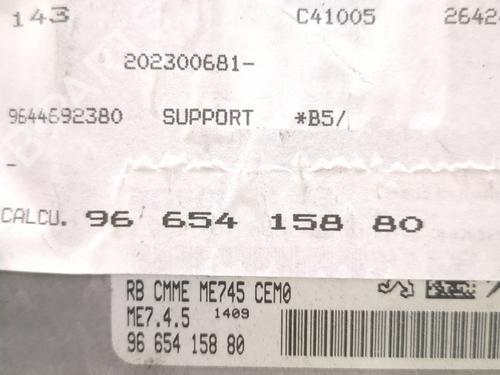 143 C41005 2642
202300681-
9644692380 SUPPORT *B5/
-
CALCU. 96 654 158 80
RB CMME ME745 CEM0
ME7.4.5 1409
96 654 158 80